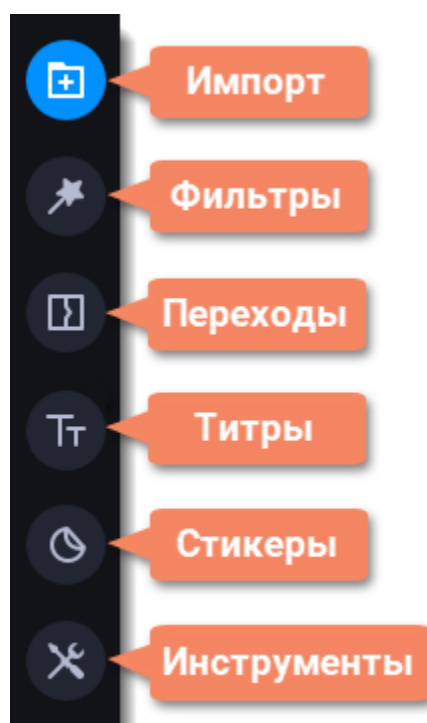 Импорт
Фильтры
Переходы
Титры
Стикеры
Инструменты